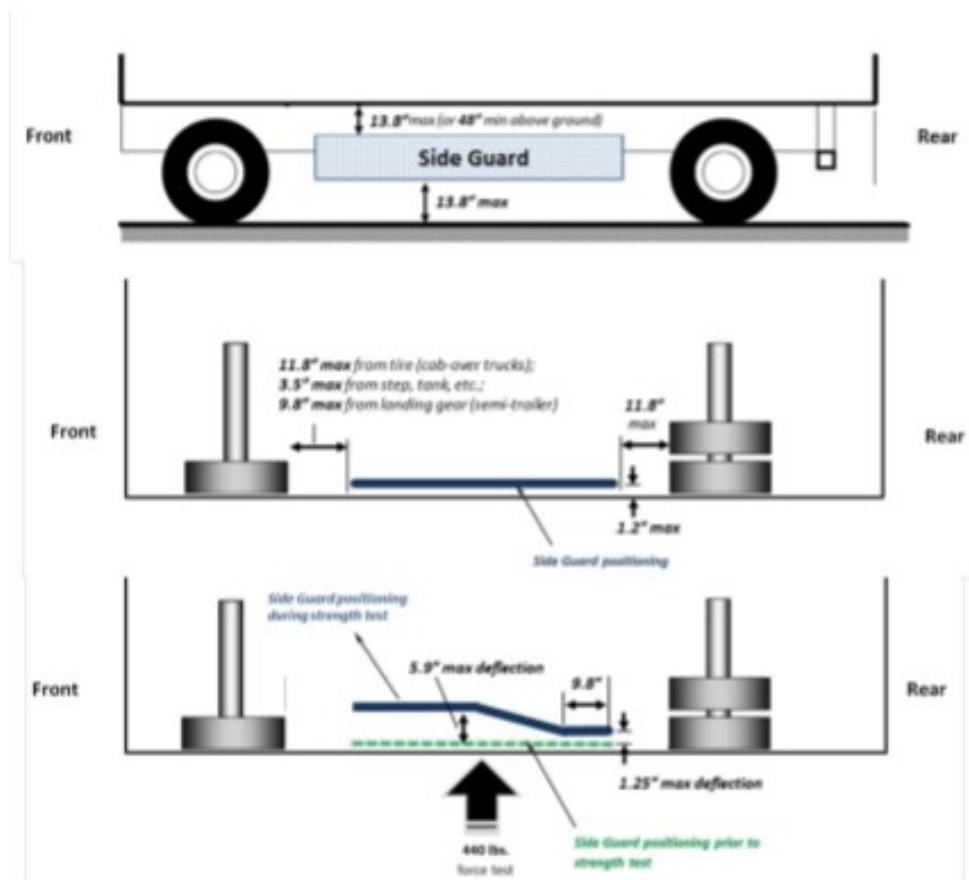 13.8" max (or 48" min above ground)
Front
Rear
Side Guard
13.8" max
11.8" max from tire (cab-over trucks);
3.5" max from step, tank, etc.;
9.8" max from landing gear (semi-trailer)
11.8"
max
Front
Rear
1.2" max
Side Guard positioning
Side Guard positioning
during strength test
5.9" max deflection
9.8"
Front
Rear
1.25" max deflection
Side Guard positioning prior to
strength test
440 lbs.
force test